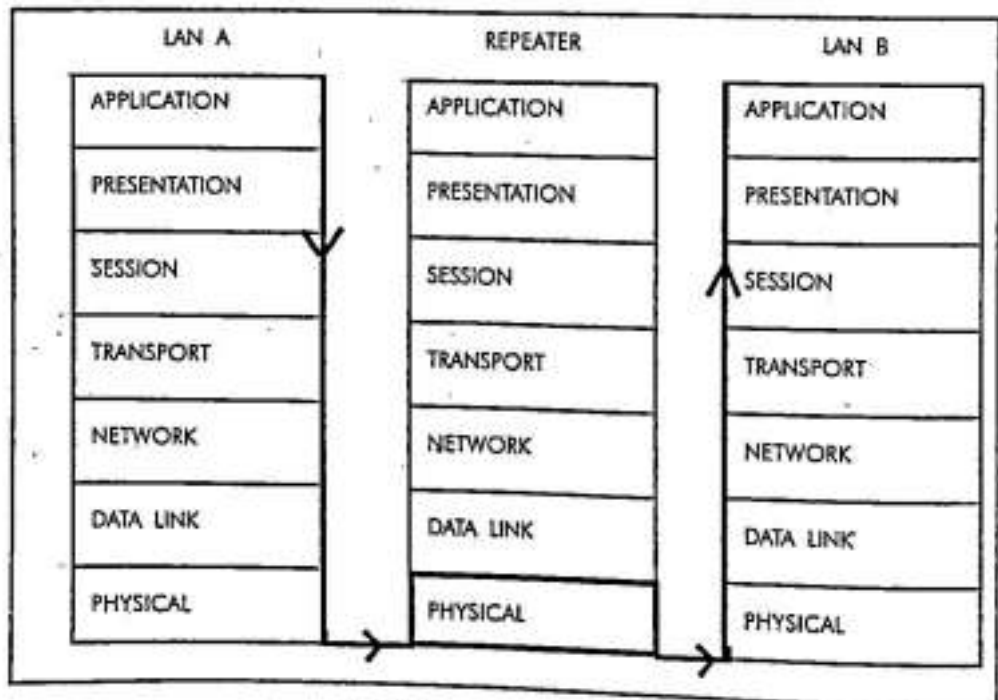 LAN A
REPEATER
LAN B
APPLICATION
PRESENTATION
SESSION
TRANSPORT
NETWORK
DATA LINK
PHYSICAL
APPLICATION
PRESENTATION
SESSION
TRANSPORT
NETWORK
DATA LINK
PHYSICAL
APPLICATION
PRESENTATION
SESSION
TRANSPORT
NETWORK
DATA LINK
PHYSICAL